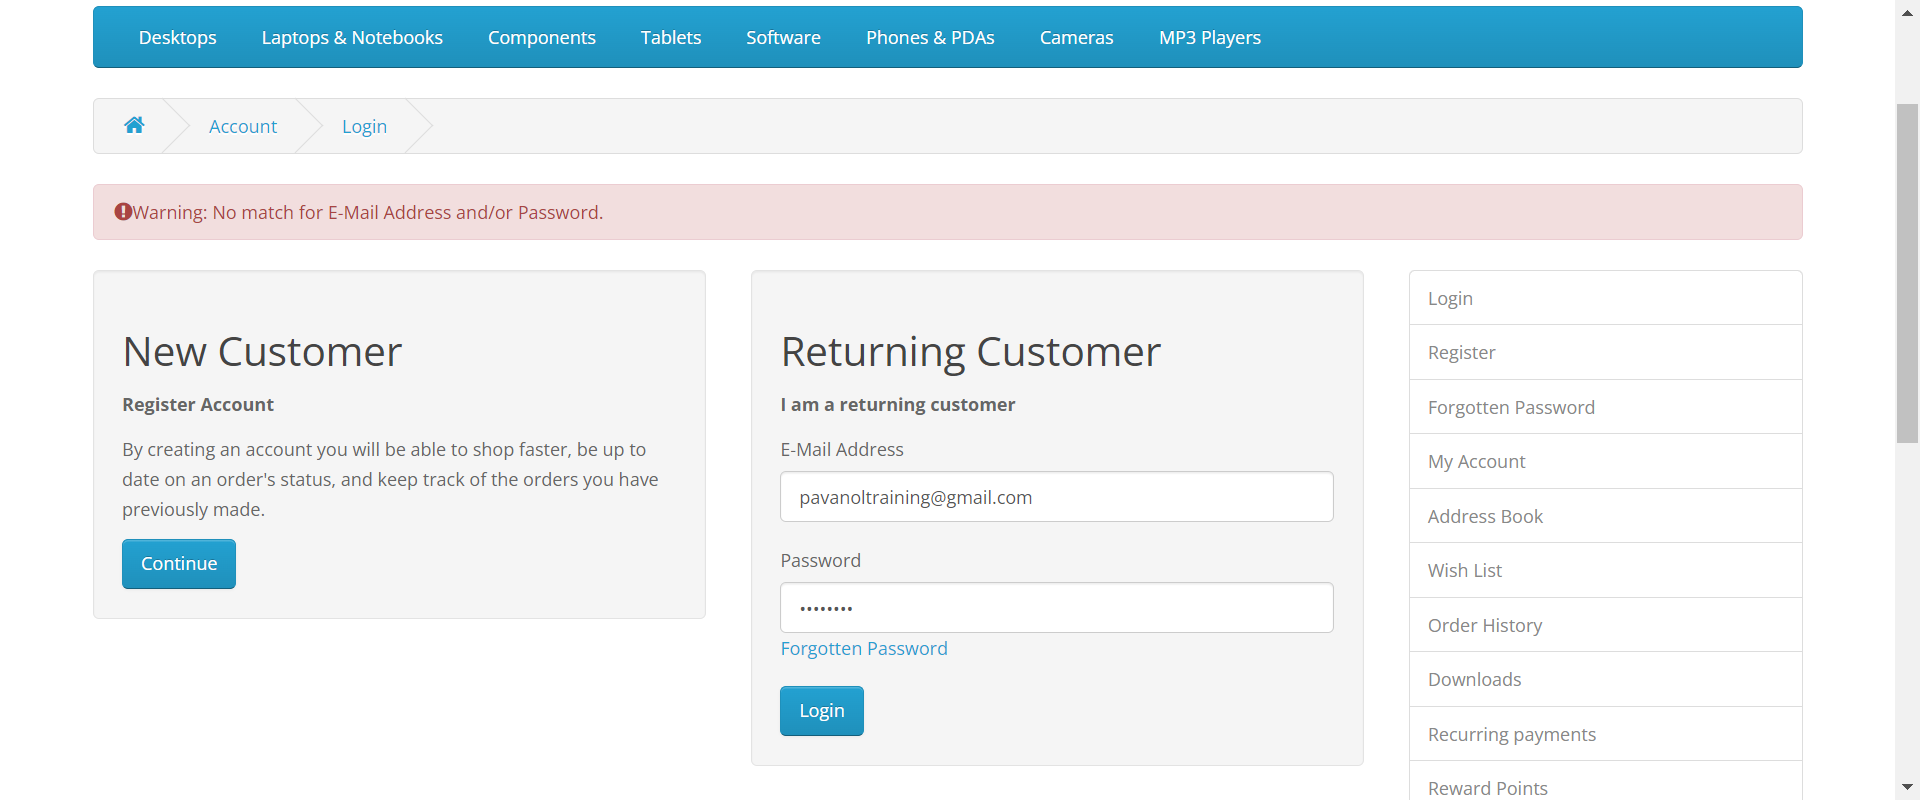 Desktops Laptops & Notebooks Components Tablets Software Phones & PDAs Cameras MP3 Players
Account Login
Warning: No match for E-Mail Address and/or Password.
New Customer
Register Account
By creating an account you will be able to shop faster, be up to
date on an order's status, and keep track of the orders you have
previously made.
Continue
Returning Customer
I am a returning customer
E-Mail Address
pavanoltraining@gmail.com
Password
••••••••
Forgotten Password
Login
Login
Register
Forgotten Password
My Account
Address Book
Wish List
Order History
Downloads
Recurring payments
Reward Points